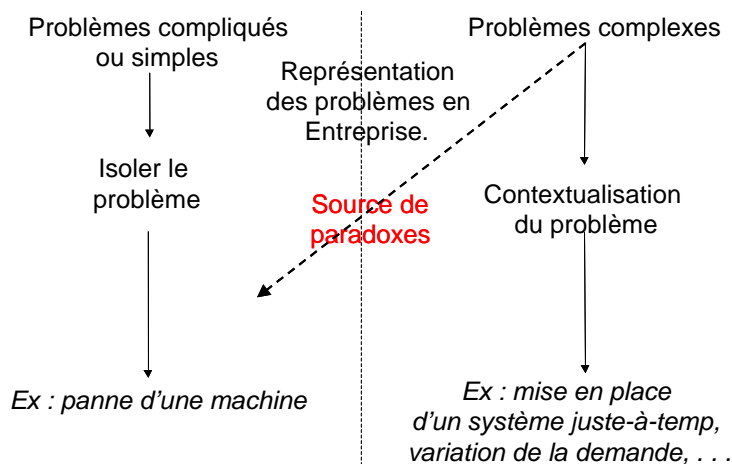 Problèmes compliqués
ou simples
Problèmes complexes
Représentation
des problèmes en
Entreprise.
Isoler le
problème
Source de
paradoxes
Contextualisation
du problème
Ex : panne d’une machine
Ex : mise en place
d’un système juste-à-temp,
variation de la demande, . . .